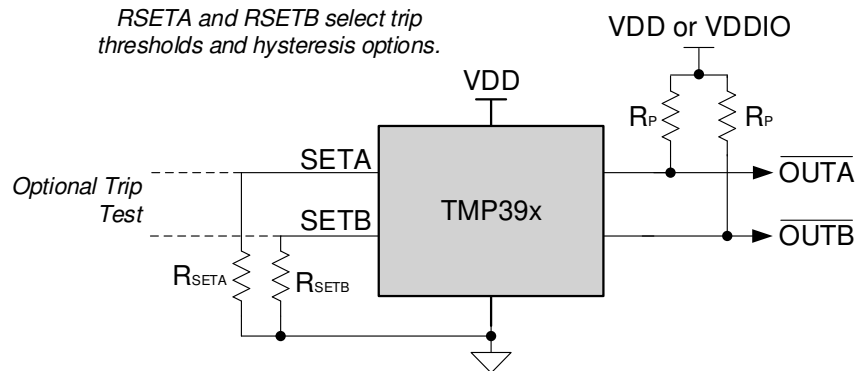 RSETA and RSETB select trip
thresholds and hysteresis options.
VDD or VDDIO
VDD
RP
RP
SETA
OUTA
Optional Trip
Test
TMP39x
SETB
OUTB
RSETA
RSETB